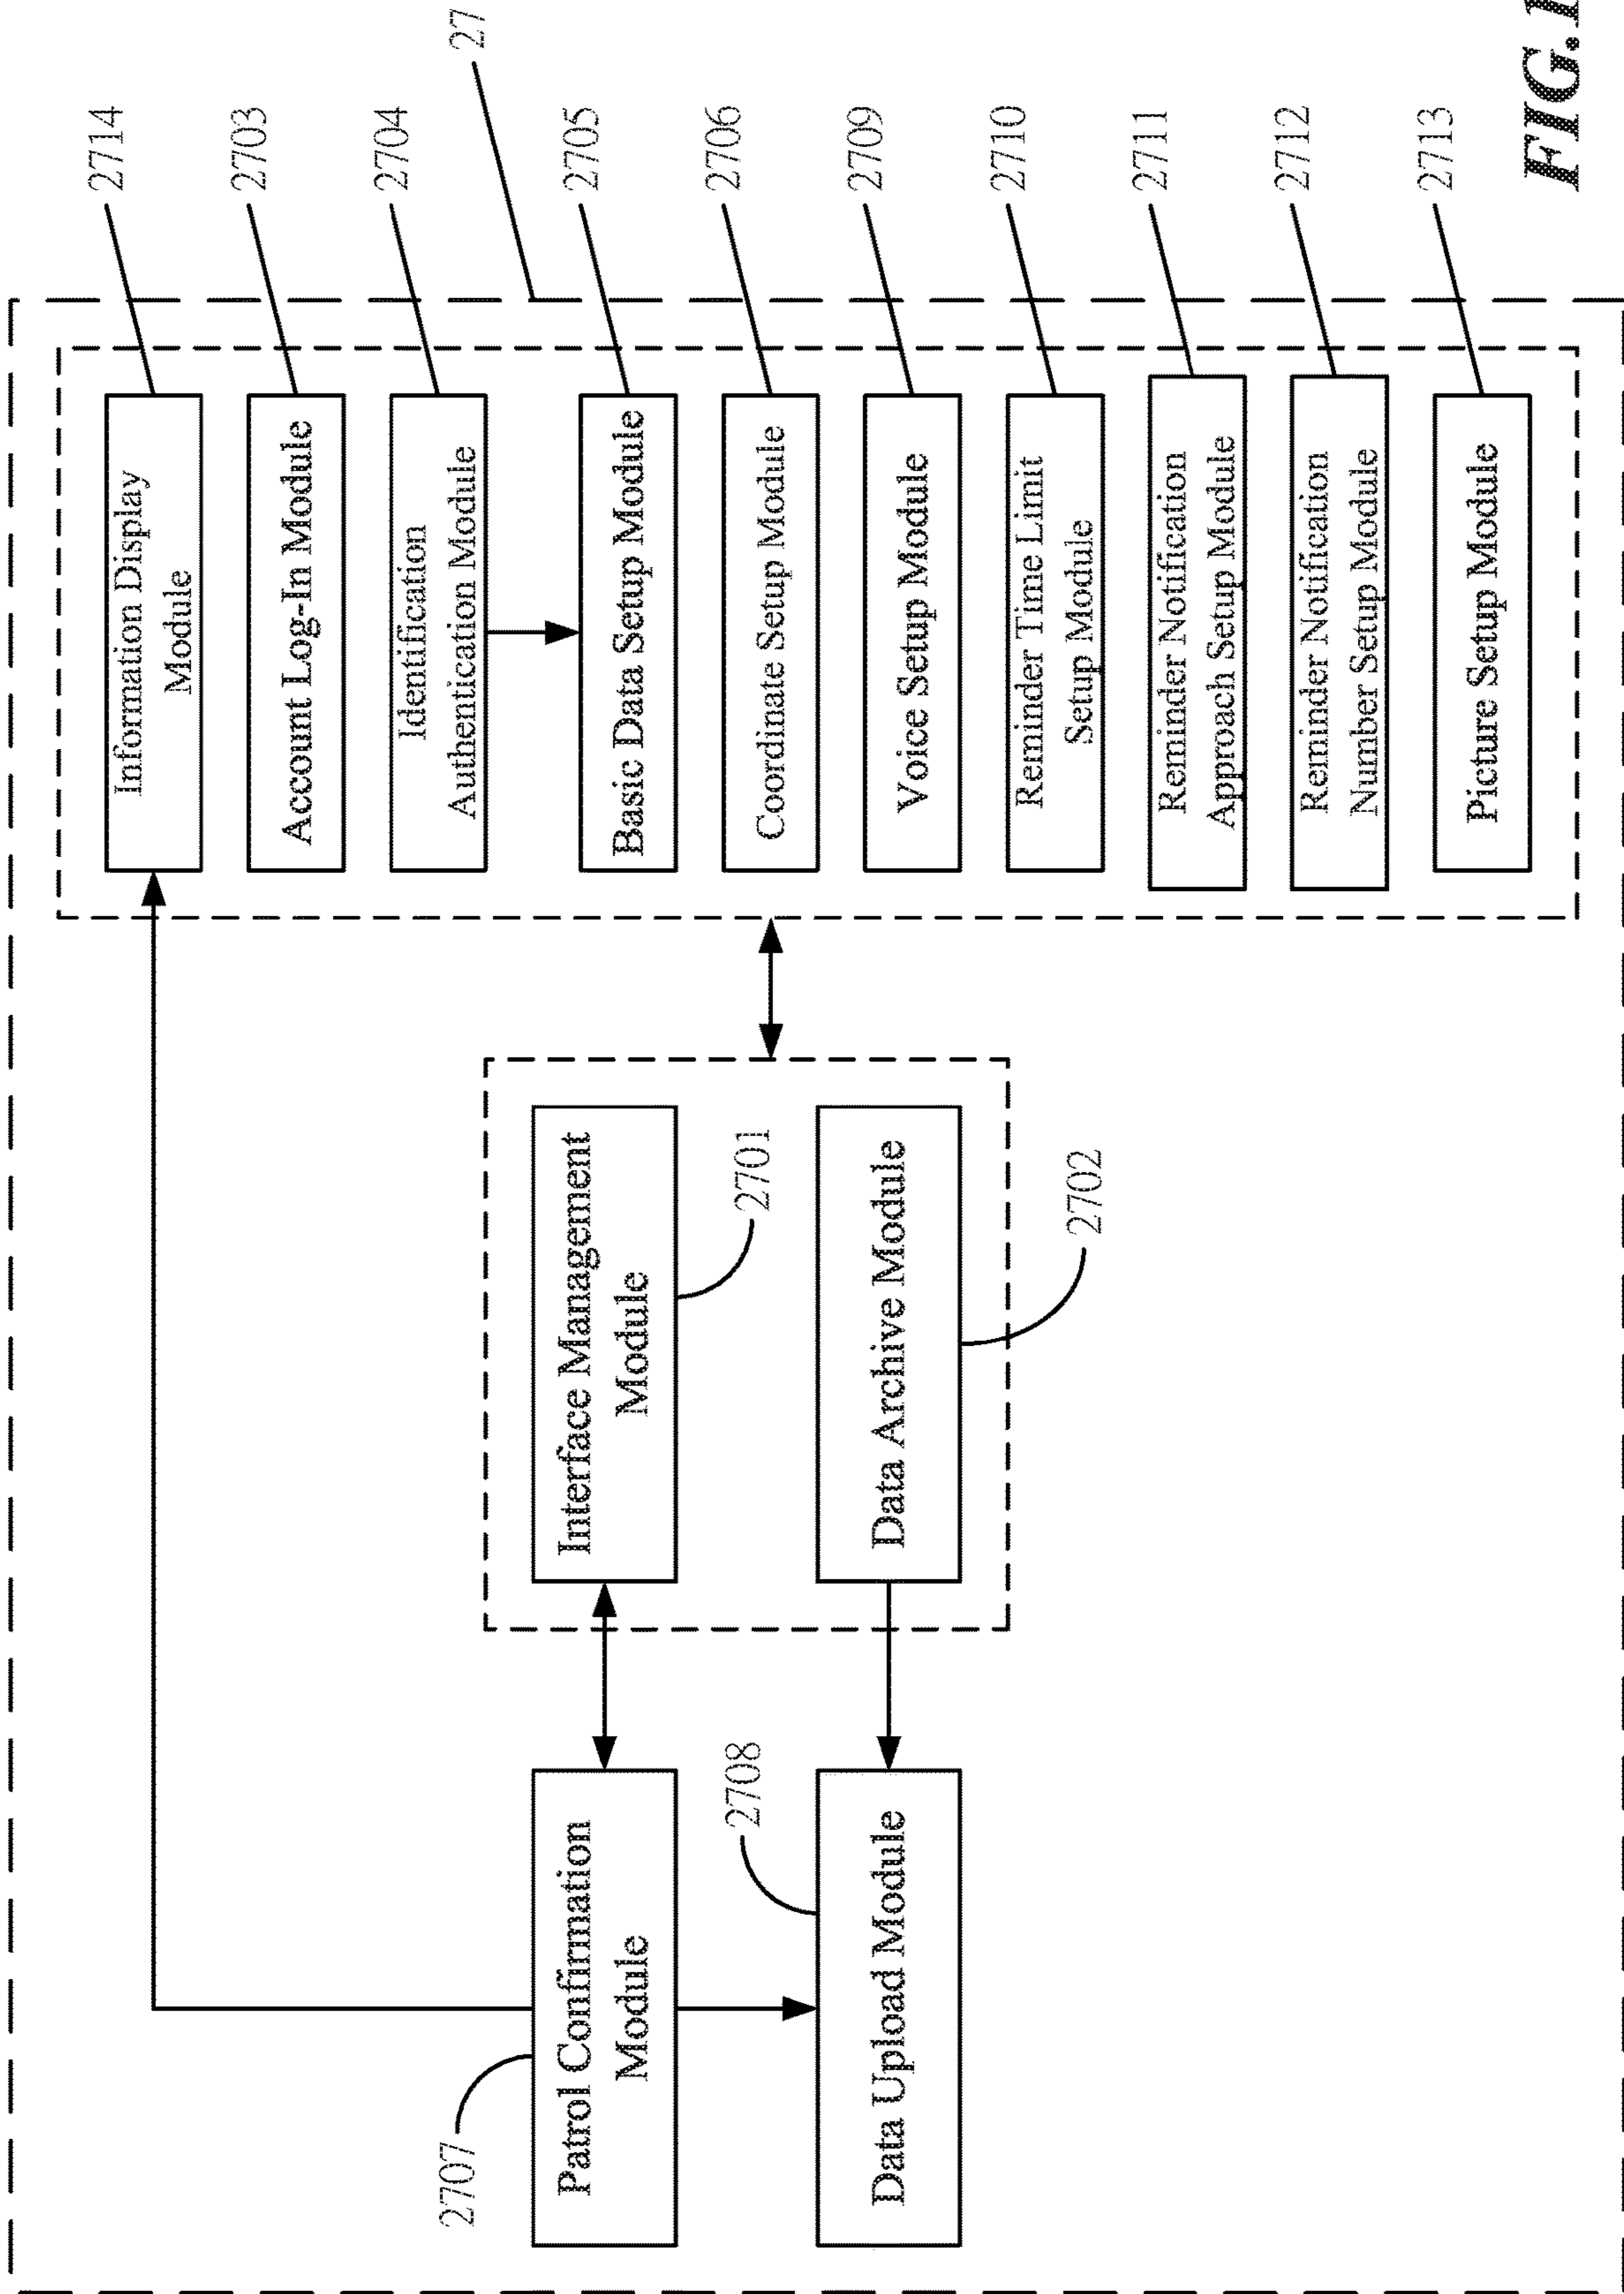 27
Information Display
Module
2714
Account Log-In Module
2703
Identification
Authentication Module
2704
Basic Data Setup Module
2705
Coordinate Setup Module
2706
Voice Setup Module
2709
Reminder Time Limit
Setup Module
2710
Reminder Notification
Approach Setup Module
2711
Reminder Notification
Number Setup Module
2712
Picture Setup Module
2713
Interface Management
Module
2701
Data Archive Module
2702
Patrol Confirmation
Module
2707
Data Upload Module
2708
FIG.1